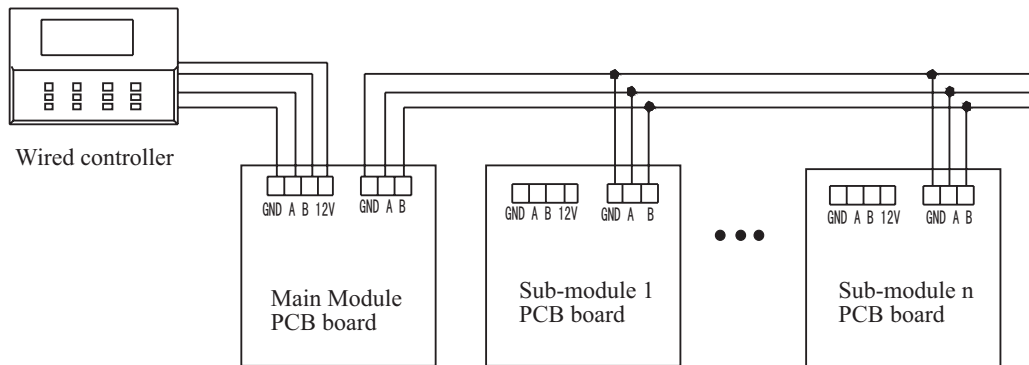 Wired controller
GND A B 12V
GND A B
Main Module
PCB board
GND A B 12V
GND A B
Sub-module 1
PCB board
GND A B 12V
GND A B
Sub-module n
PCB board